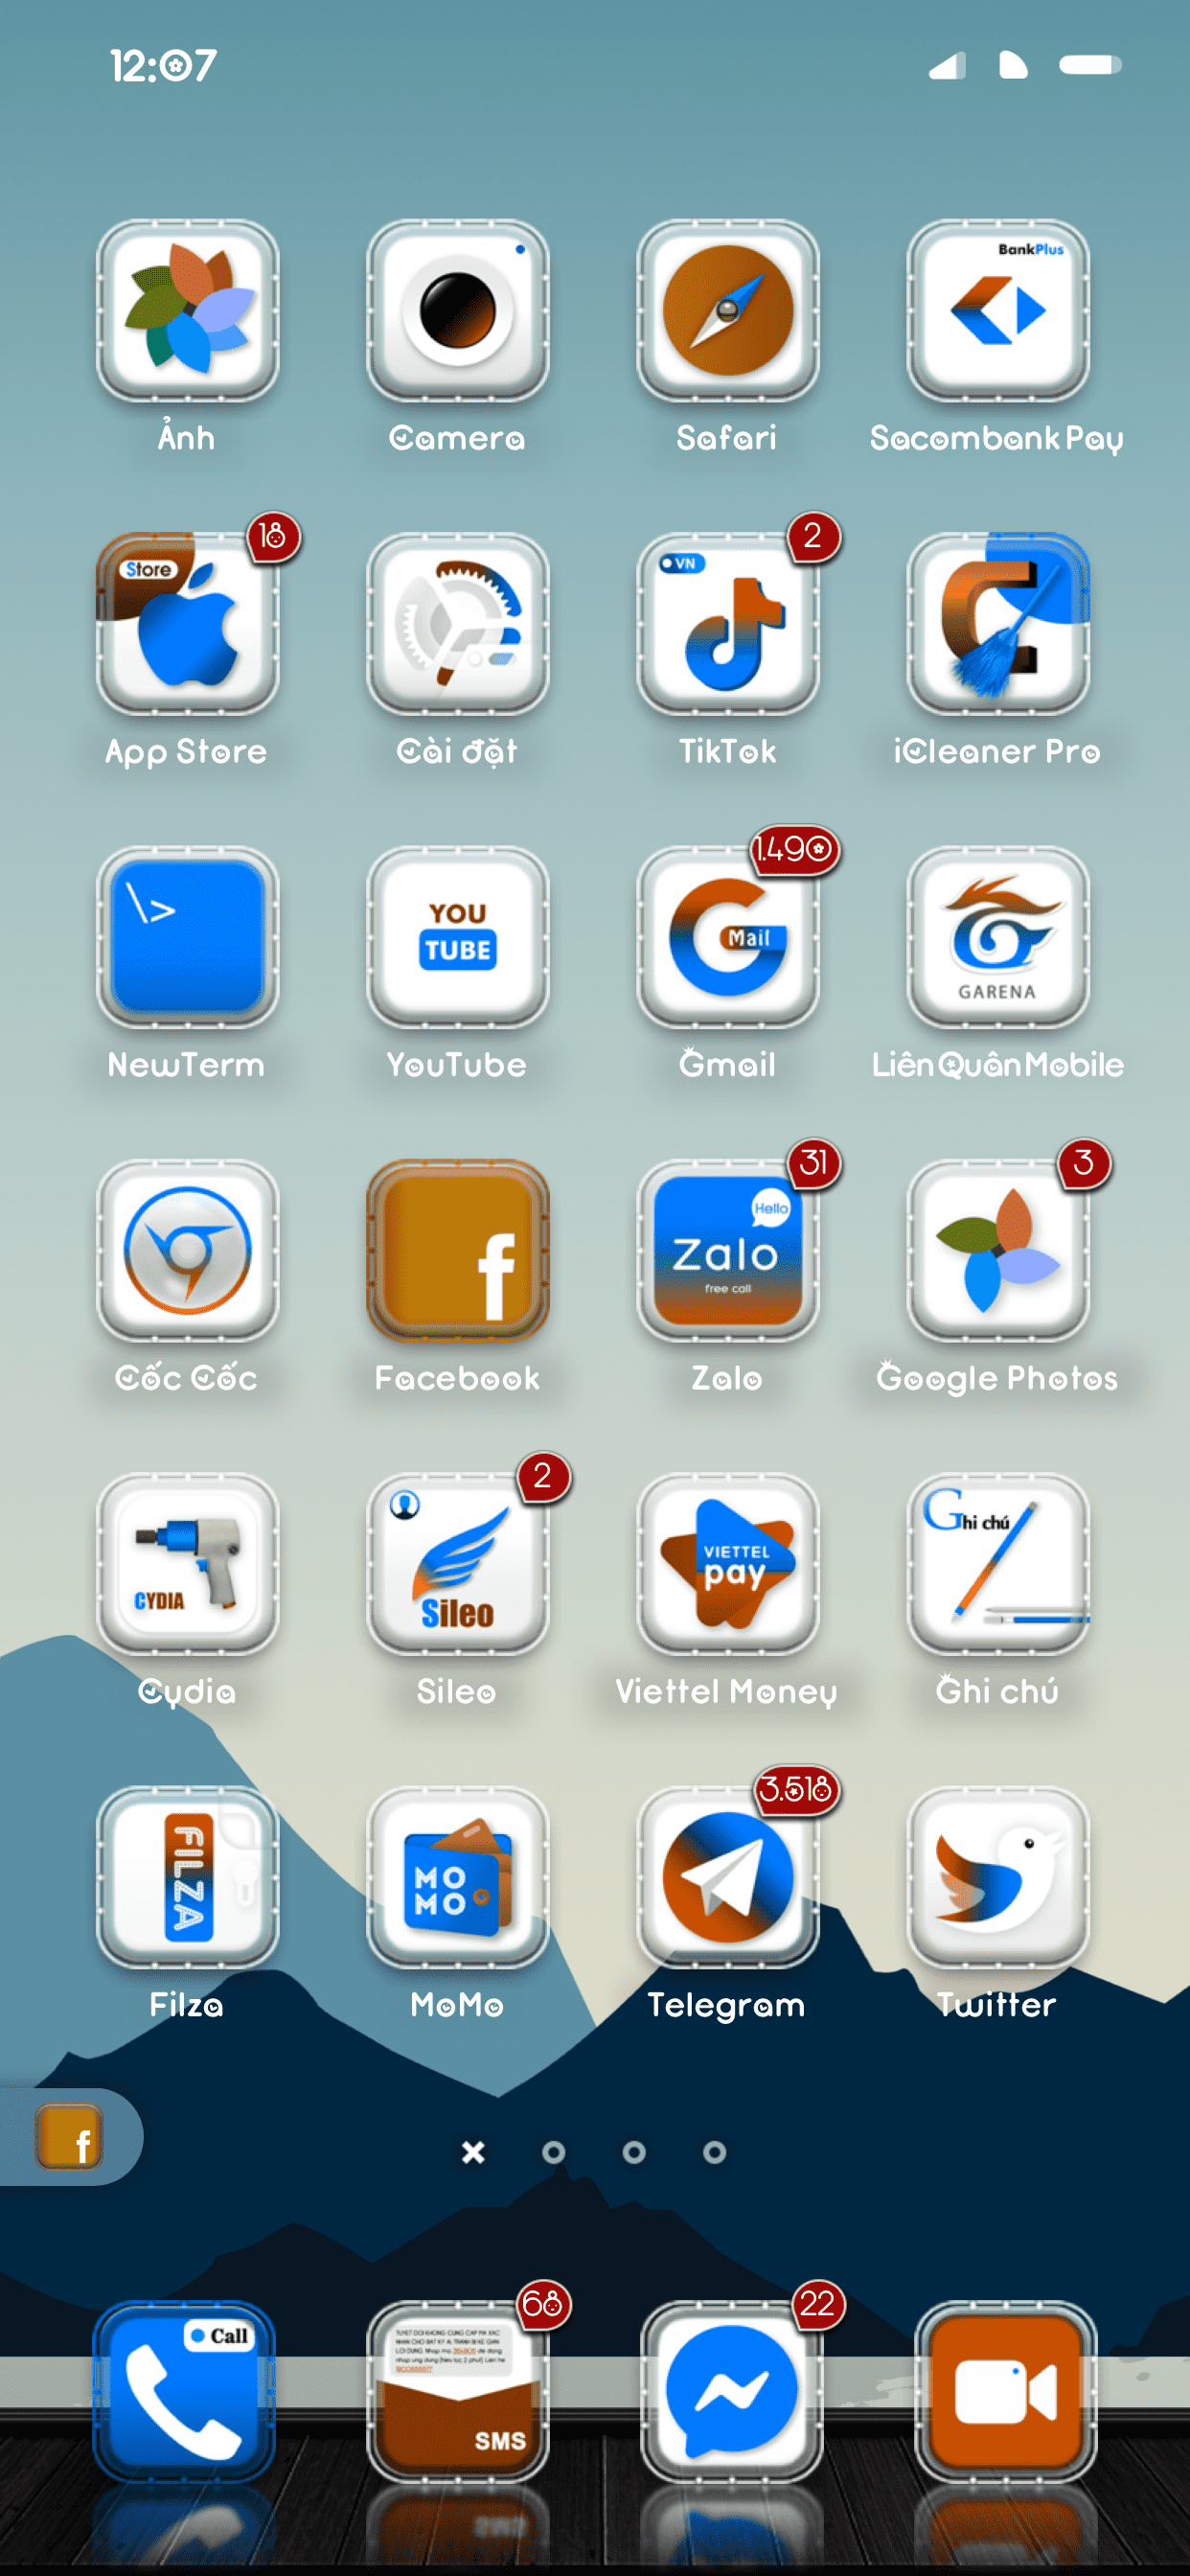 12:07
BankPlus
Ảnh
Camera
Safari
Sacombank Pay
Store
18
VN
2
App Store
Cài đặt
TikTok
iCleaner Pro
\>
YOU
TUBE
Mail
1.490
GARENA
NewTerm
YouTube
Gmail
Liên Quân Mobile
f
Hello
Zalo
free call
31
3
Cốc Cốc
Facebook
Zalo
Google Photos
CYDIA
Sileo
2
VIETTEL
pay
Ghi chú
Cydia
Sileo
Viettel Money
Ghi chú
FILZA
MO
MO
3.518
Filza
MoMo
Telegram
Twitter
f
Call
68
SMS
22